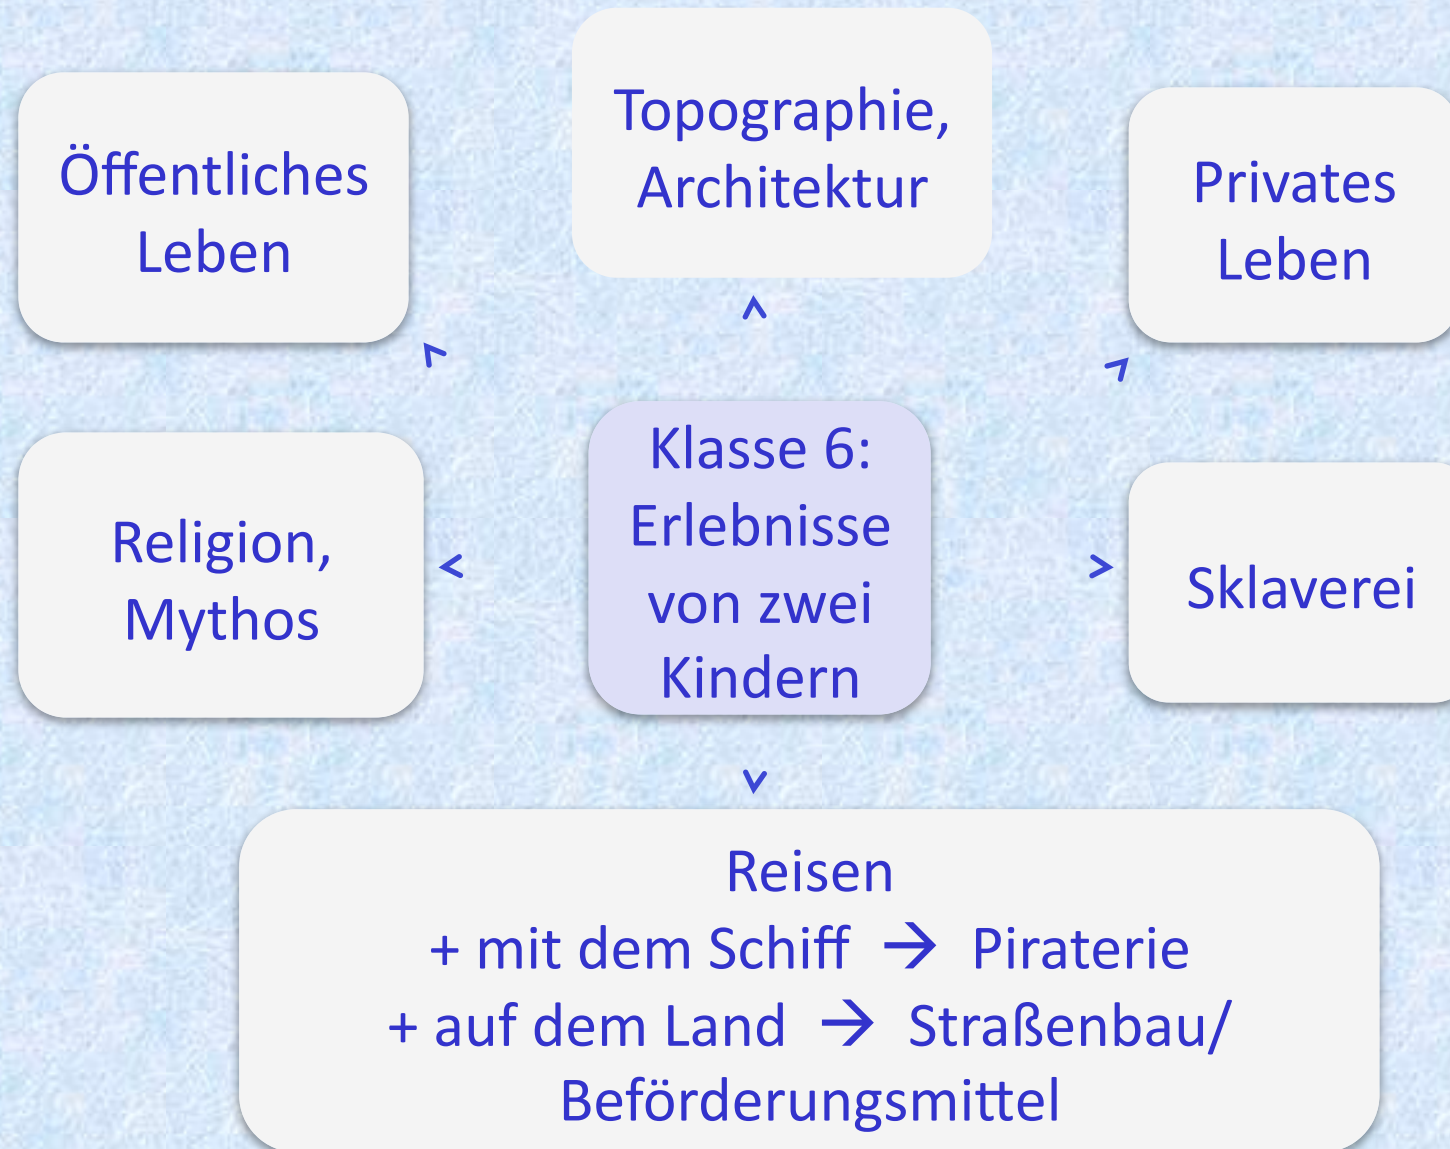 Öffentliches
Leben
Topographie,
Architektur
Privates
Leben
Religion,
Mythos
Klasse 6:
Erlebnisse
von zwei
Kindern
Sklaverei
Reisen
+ mit dem Schiff → Piraterie
+ auf dem Land → Straßenbau/
Beförderungsmittel